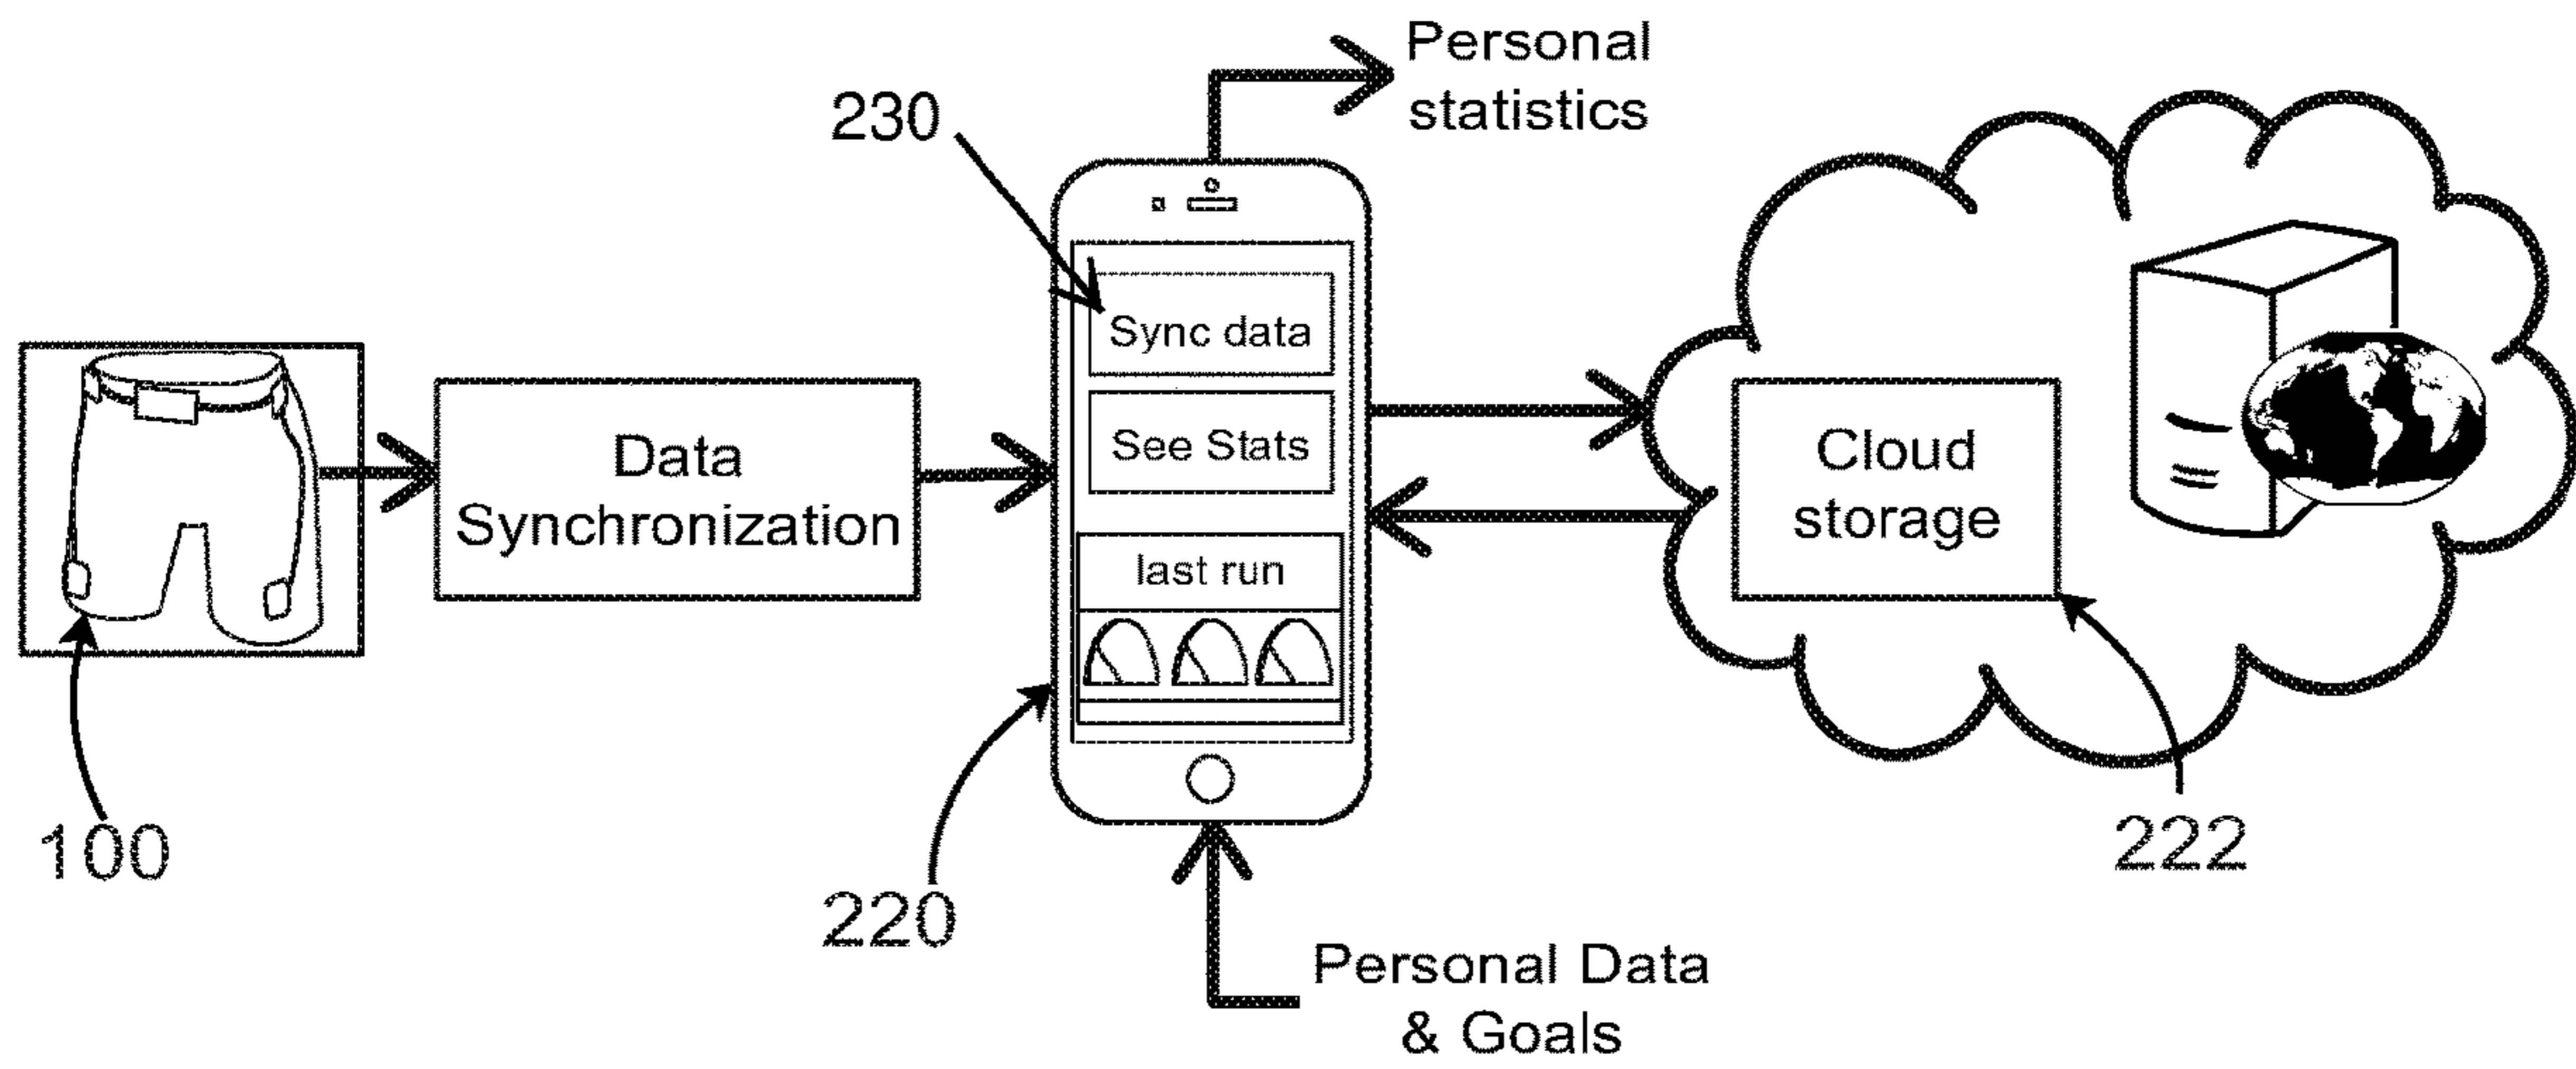 Personal
statistics
230
Sync data
See Stats
Data
Synchronization
Cloud
storage
last run
100
220
222
Personal Data
& Goals